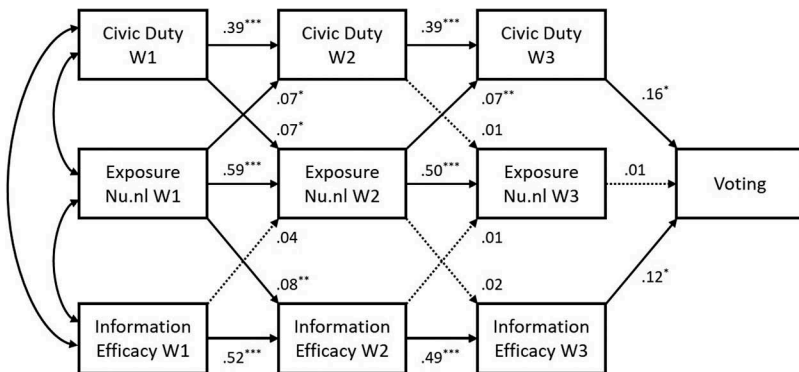 Civic Duty
W1
.39***
Civic Duty
W2
.39***
Civic Duty
W3
.07*
.07*
.07**
.01
.16*
Exposure
Nu.nl W1
.59***
Exposure
Nu.nl W2
.50***
Exposure
Nu.nl W3
.01
Voting
.04
.08**
.01
.02
.12*
Information
Efficacy W1
.52***
Information
Efficacy W2
.49***
Information
Efficacy W3